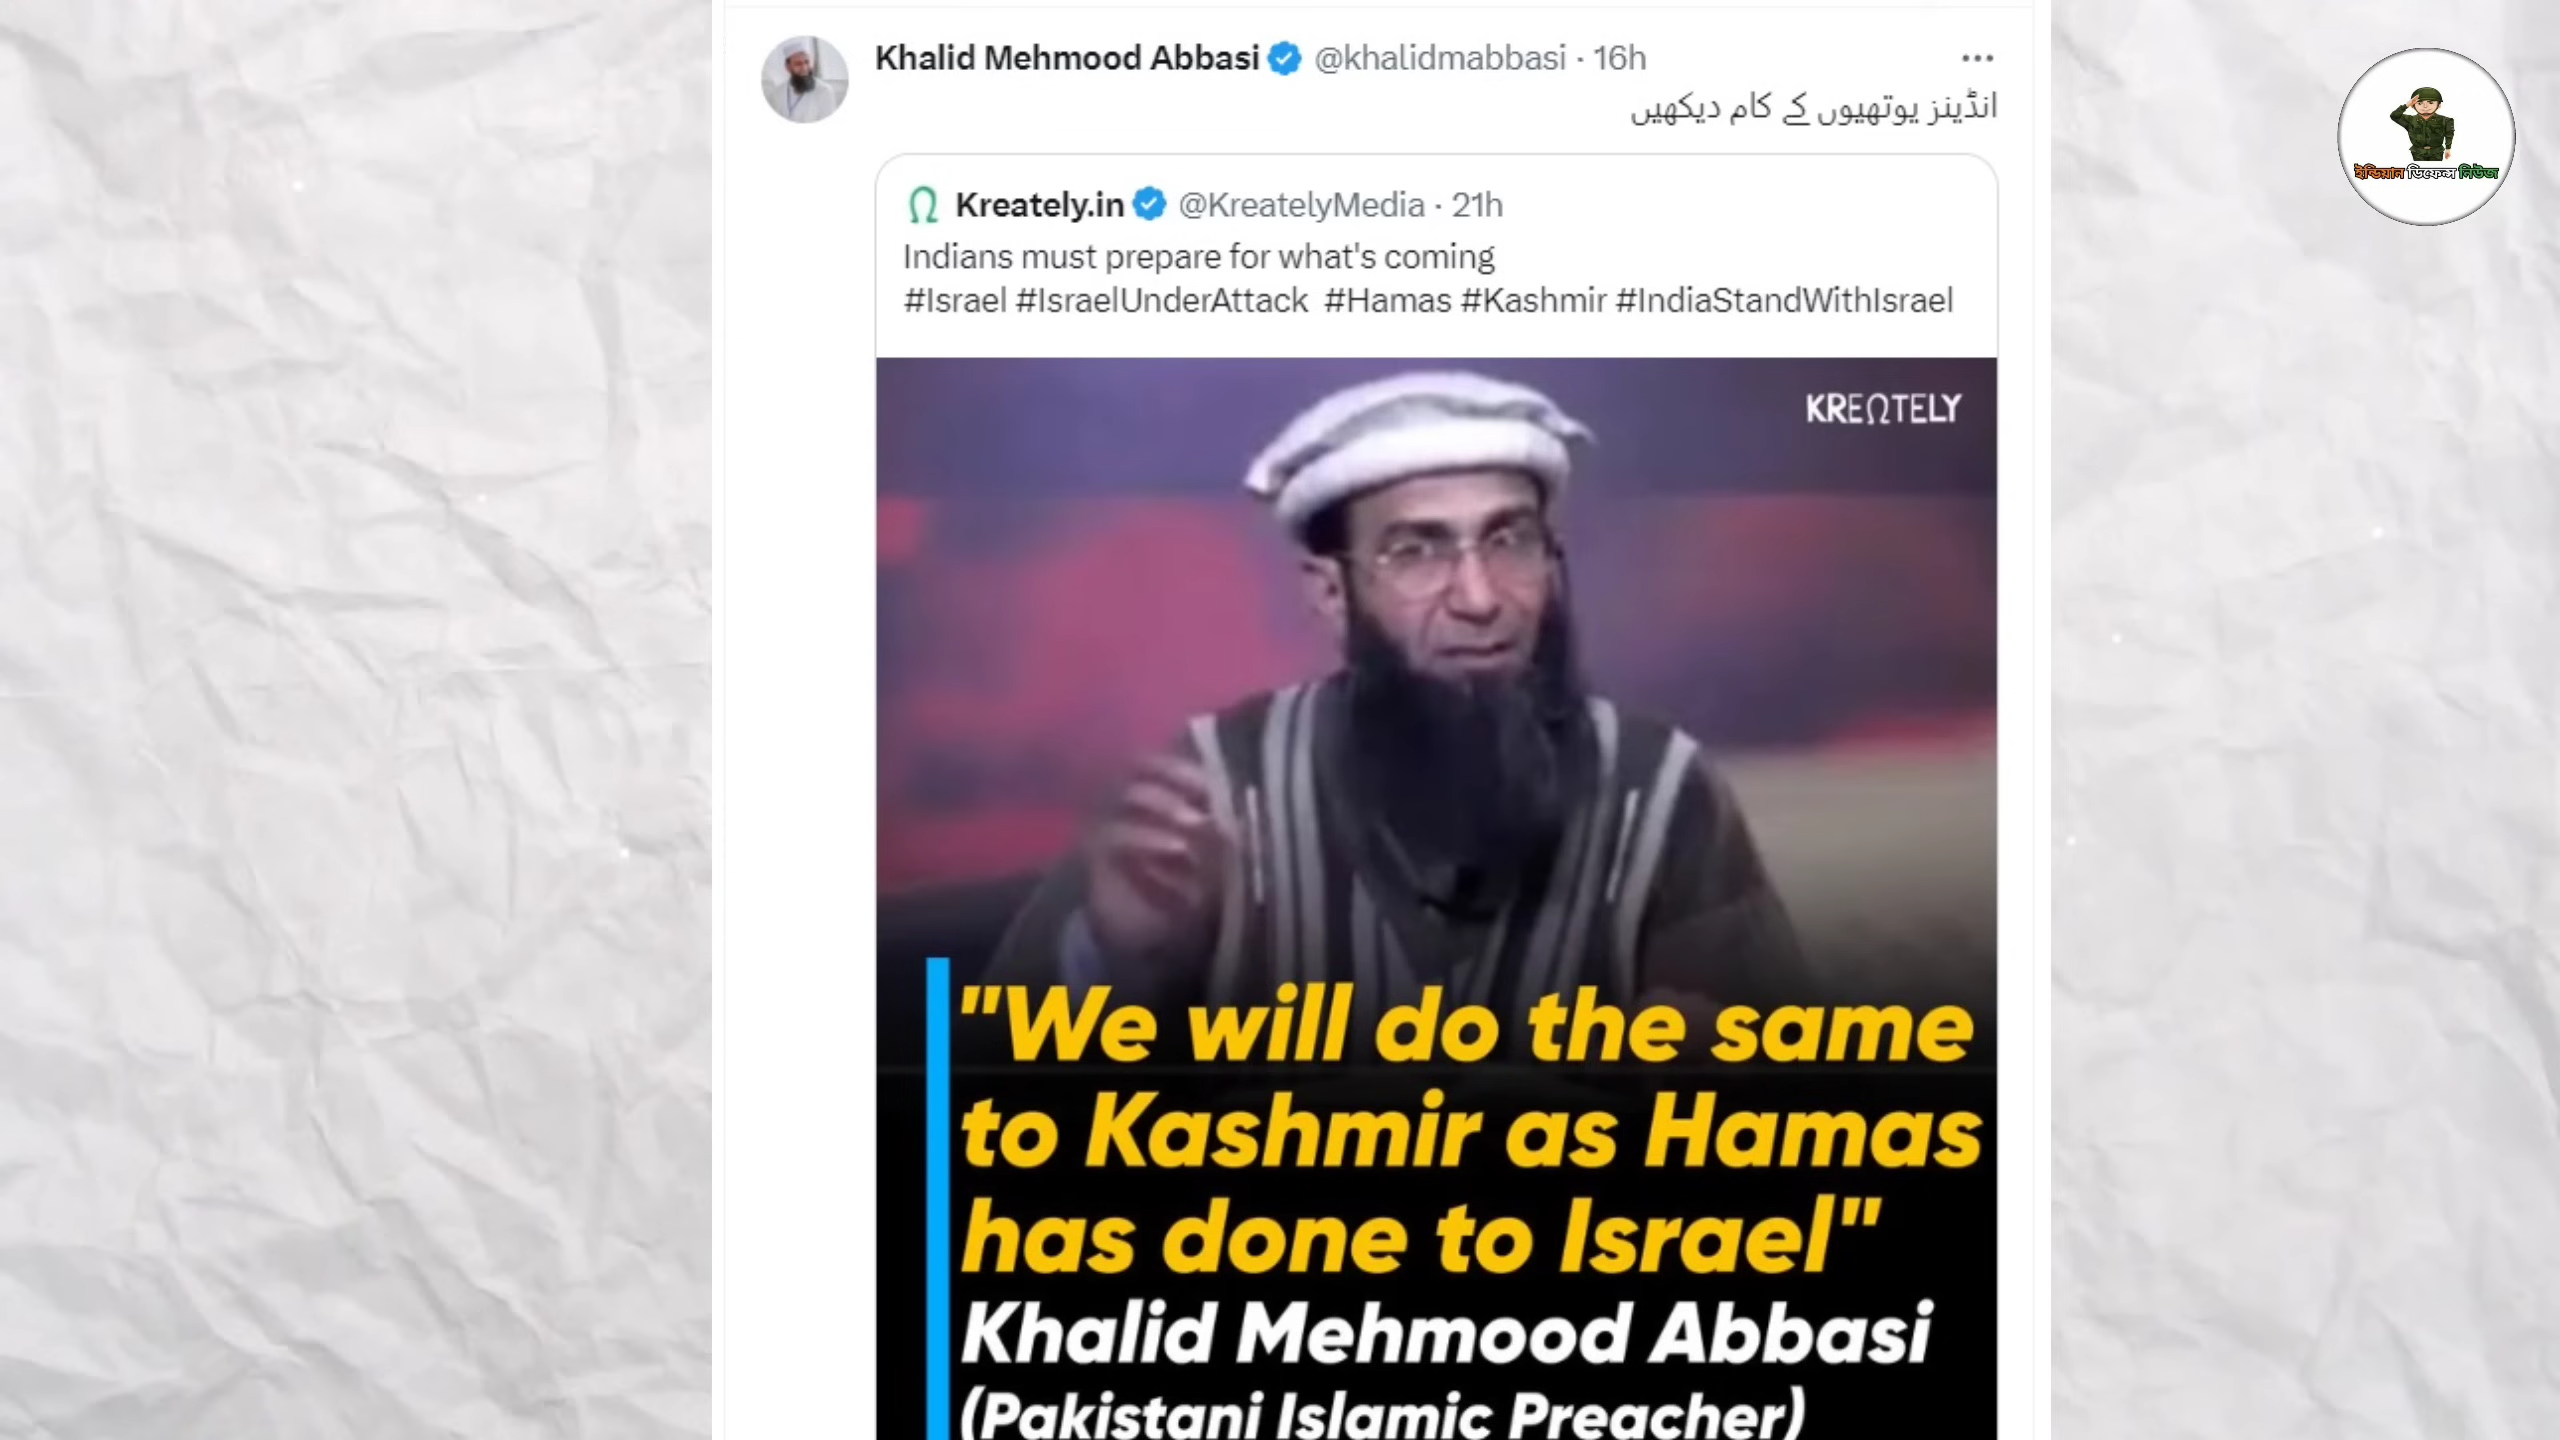 Khalid Mehmood Abbasi @khalidmabbasi · 16h
انڈینز یوتھیوں کے کام دیکھیں
Kreately.in @KreatelyMedia · 21h
Indians must prepare for what's coming
#Israel #IsraelUnderAttack #Hamas #Kashmir #IndiaStandWithIsrael
KREΩTELY
"We will do the same
to Kashmir as Hamas
has done to Israel"
Khalid Mehmood Abbasi
(Pakistani Islamic Preacher)
ইন্ডিয়ান ডিফেন্স নিউজ